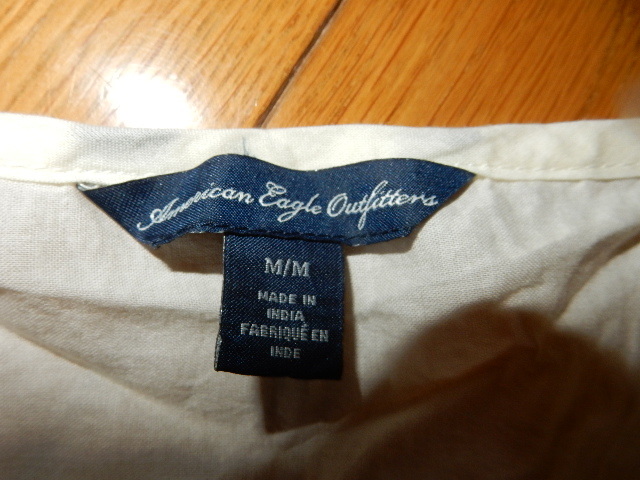 American Eagle Outfitters
M/M
MADE IN
INDIA
FABRIQUÉ EN
INDE